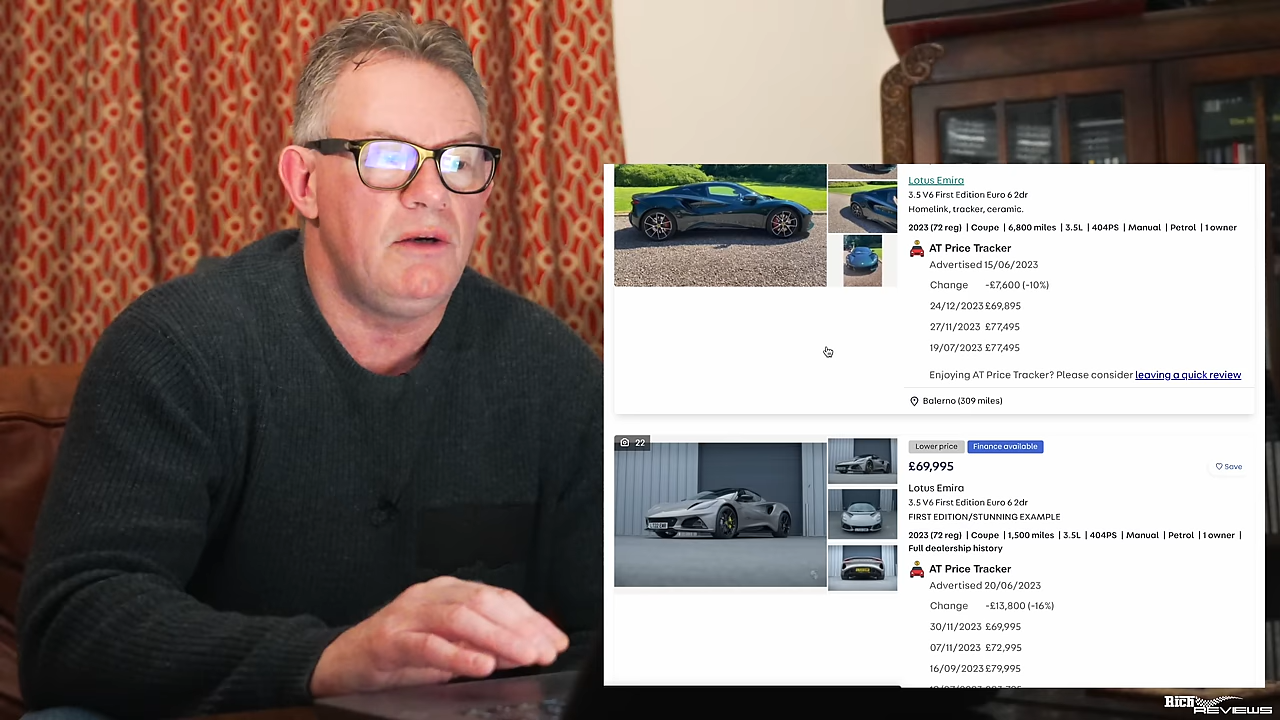 Lotus Emira
3.5 V6 First Edition Euro 6 2dr
Homelink, tracker, ceramic.
2023 (72 reg) | Coupe | 6,800 miles | 3.5L | 404PS | Manual | Petrol | 1 owner
AT Price Tracker
Advertised 15/06/2023
Change -£7,600 (-10%)
24/12/2023 £69,895
27/11/2023 £77,495
19/07/2023 £77,495
Enjoying AT Price Tracker? Please consider leaving a quick review
Balerno (309 miles)
22
Lower price Finance available
£69,995
Save
Lotus Emira
3.5 V6 First Edition Euro 6 2dr
FIRST EDITION/STUNNING EXAMPLE
2023 (72 reg) | Coupe | 1,500 miles | 3.5L | 404PS | Manual | Petrol | 1 owner |
Full dealership history
AT Price Tracker
Advertised 20/06/2023
Change -£13,800 (-16%)
30/11/2023 £69,995
07/11/2023 £72,995
16/09/2023 £79,995
Rich
REVIEWS